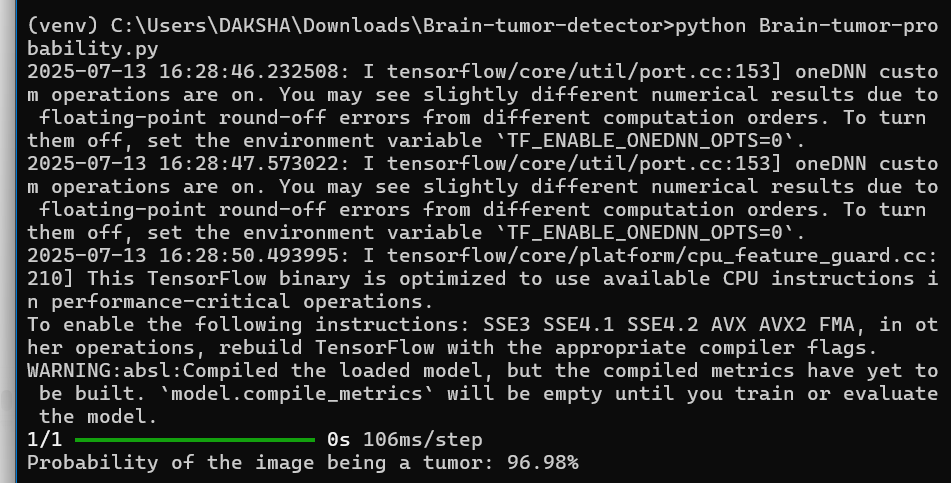 (venv) C:\Users\DAKSHA\Downloads\Brain-tumor-detector>python Brain-tumor-pro
bability.py
2025-07-13 16:28:46.232508: I tensorflow/core/util/port.cc:153] oneDNN custo
m operations are on. You may see slightly different numerical results due to
 floating-point round-off errors from different computation orders. To turn
them off, set the environment variable `TF_ENABLE_ONEDNN_OPTS=0`.
2025-07-13 16:28:47.573022: I tensorflow/core/util/port.cc:153] oneDNN custo
m operations are on. You may see slightly different numerical results due to
 floating-point round-off errors from different computation orders. To turn
them off, set the environment variable `TF_ENABLE_ONEDNN_OPTS=0`.
2025-07-13 16:28:50.493995: I tensorflow/core/platform/cpu_feature_guard.cc:
210] This TensorFlow binary is optimized to use available CPU instructions i
n performance-critical operations.
To enable the following instructions: SSE3 SSE4.1 SSE4.2 AVX AVX2 FMA, in ot
her operations, rebuild TensorFlow with the appropriate compiler flags.
WARNING:absl:Compiled the loaded model, but the compiled metrics have yet to
 be built. `model.compile_metrics` will be empty until you train or evaluate
 the model.
1/1 0s 106ms/step
Probability of the image being a tumor: 96.98%